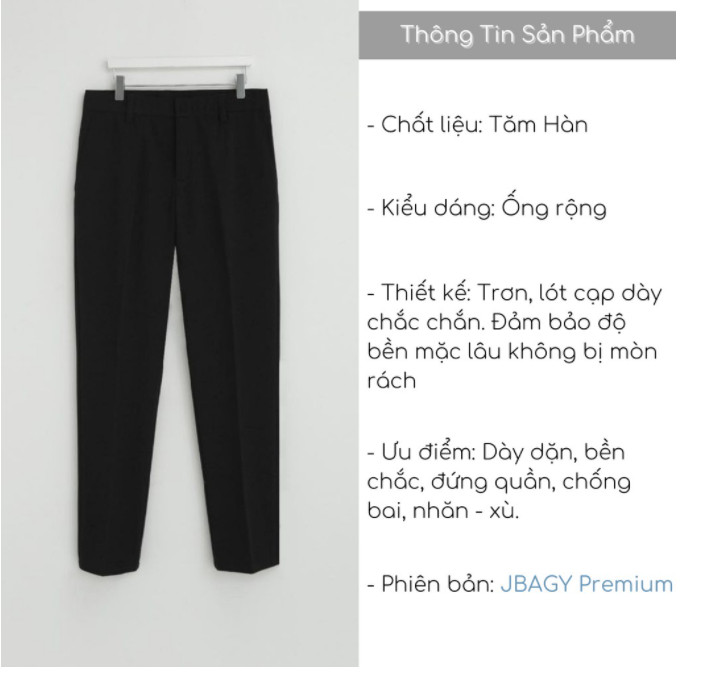 Thông Tin Sản Phẩm
- Chất liệu: Tăm Hàn
- Kiểu dáng: Ống rộng
- Thiết kế: Trơn, lót cạp dày
chắc chắn. Đảm bảo độ
bền mặc lâu không bị mòn
rách
- Ưu điểm: Dày dặn, bền
chắc, đứng quần, chống
bai, nhăn - xù.
- Phiên bản: JBAGY Premium